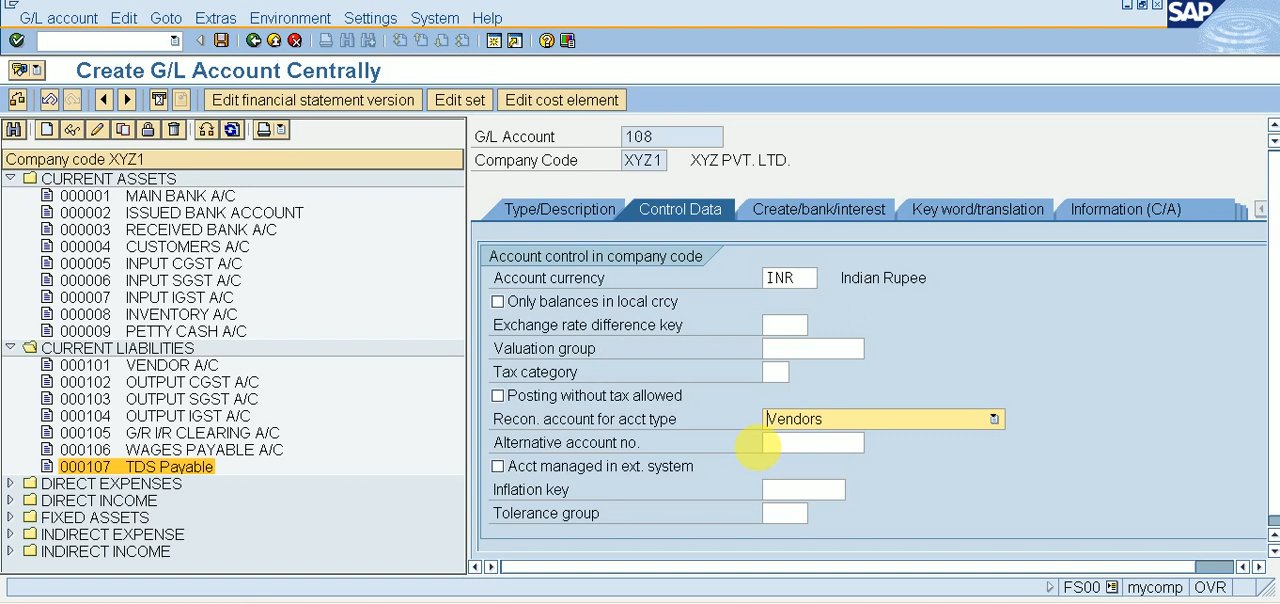 G/L account Edit Goto Extras Environment Settings System Help
SAP
Create G/L Account Centrally
Edit financial statement version Edit set Edit cost element
Company code XYZ1
CURRENT ASSETS
000001 MAIN BANK A/C
000002 ISSUED BANK ACCOUNT
000003 RECEIVED BANK A/C
000004 CUSTOMERS A/C
000005 INPUT CGST A/C
000006 INPUT SGST A/C
000007 INPUT IGST A/C
000008 INVENTORY A/C
000009 PETTY CASH A/C
CURRENT LIABILITIES
000101 VENDOR A/C
000102 OUTPUT CGST A/C
000103 OUTPUT SGST A/C
000104 OUTPUT IGST A/C
000105 G/R I/R CLEARING A/C
000106 WAGES PAYABLE A/C
000107 TDS Payable
DIRECT EXPENSES
DIRECT INCOME
FIXED ASSETS
INDIRECT EXPENSE
INDIRECT INCOME
G/L Account 108
Company Code XYZ1 XYZ PVT. LTD.
Type/Description Control Data Create/bank/interest Key word/translation Information (C/A)
Account control in company code
Account currency INR Indian Rupee
Only balances in local crcy
Exchange rate difference key
Valuation group
Tax category
Posting without tax allowed
Recon. account for acct type Vendors
Alternative account no.
Acct managed in ext. system
Inflation key
Tolerance group
FS00 mycomp OVR